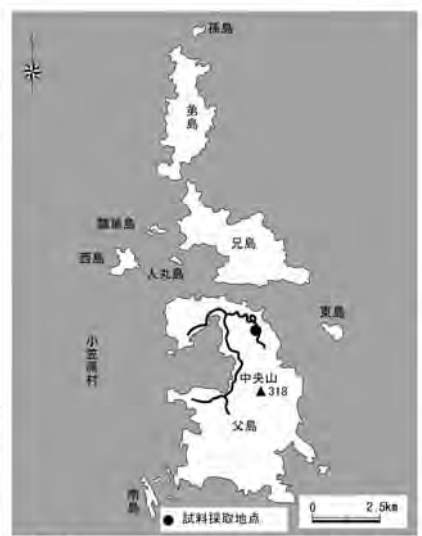 孫島
弟島
瓢箪島
兄島
西島
人丸島
東島
小笠原村
中央山
▲318
父島
南島
● 試料採取地点
0 2.5km